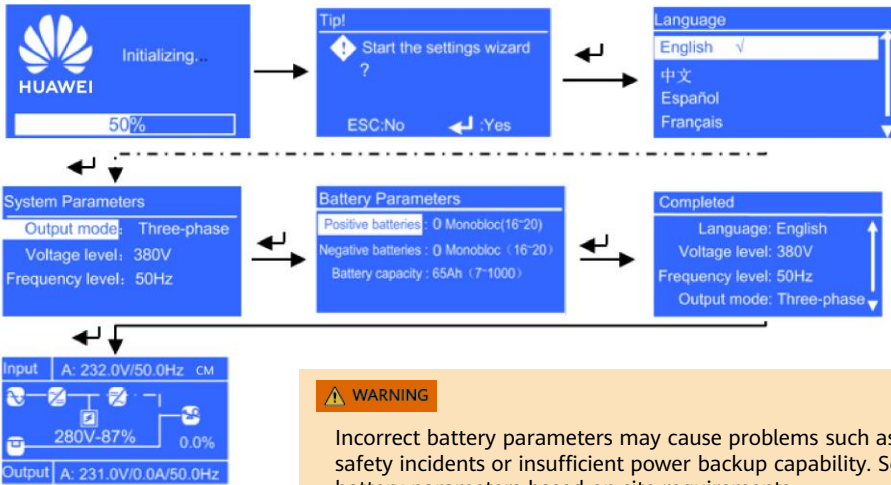 HUAWEI
Initializing...
50%
Tip!
Start the settings wizard
?
ESC:No :Yes
Language
English √
中文
Español
Français
System Parameters
Output mode: Three-phase
Voltage level: 380V
Frequency level: 50Hz
Battery Parameters
Positive batteries : 0 Monobloc(16~20)
Negative batteries : 0 Monobloc（16~20）
Battery capacity : 65Ah（7~1000）
Completed
Language: English
Voltage level: 380V
Frequency level: 50Hz
Output mode: Three-phase
Input A: 232.0V/50.0Hz CM
280V-87% 0.0%
Output A: 231.0V/0.0A/50.0Hz
WARNING
Incorrect battery parameters may cause problems such as
safety incidents or insufficient power backup capability.